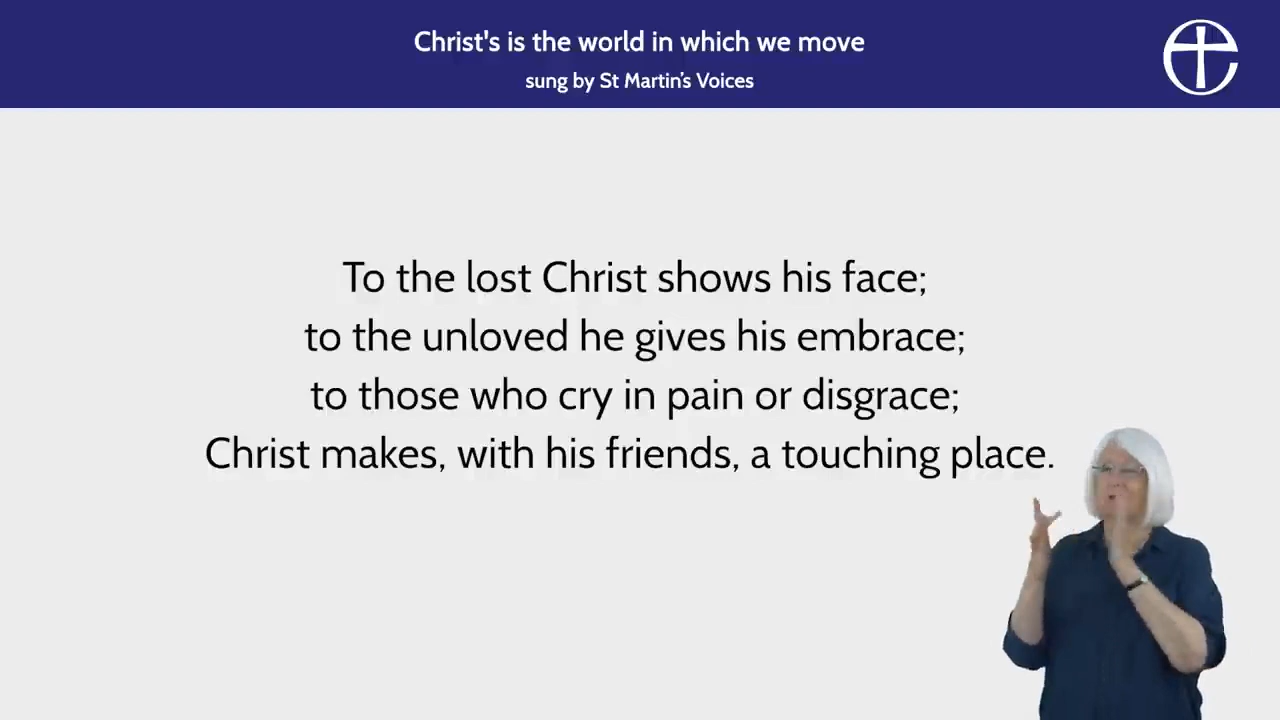 Christ's is the world in which we move
sung by St Martin’s Voices
To the lost Christ shows his face;
to the unloved he gives his embrace;
to those who cry in pain or disgrace;
Christ makes, with his friends, a touching place.